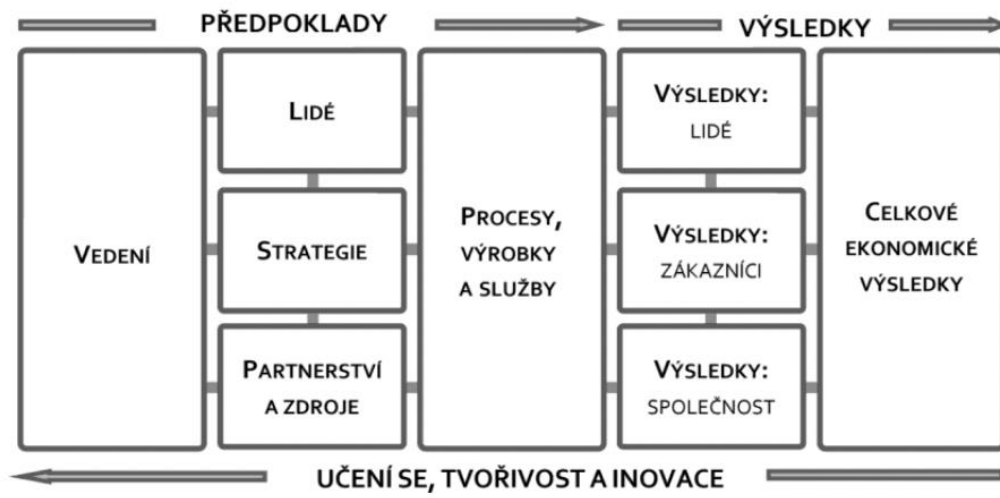 PŘEDPOKLADY
VÝSLEDKY
VEDENÍ
LIDÉ
STRATEGIE
PARTNERSTVÍ
A ZDROJE
PROCESY,
VÝROBKY
A SLUŽBY
VÝSLEDKY:
LIDÉ
VÝSLEDKY:
ZÁKAZNÍCI
VÝSLEDKY:
SPOLEČNOST
CELKOVÉ
EKONOMICKÉ
VÝSLEDKY
UČENÍ SE, TVOŘIVOST A INOVACE